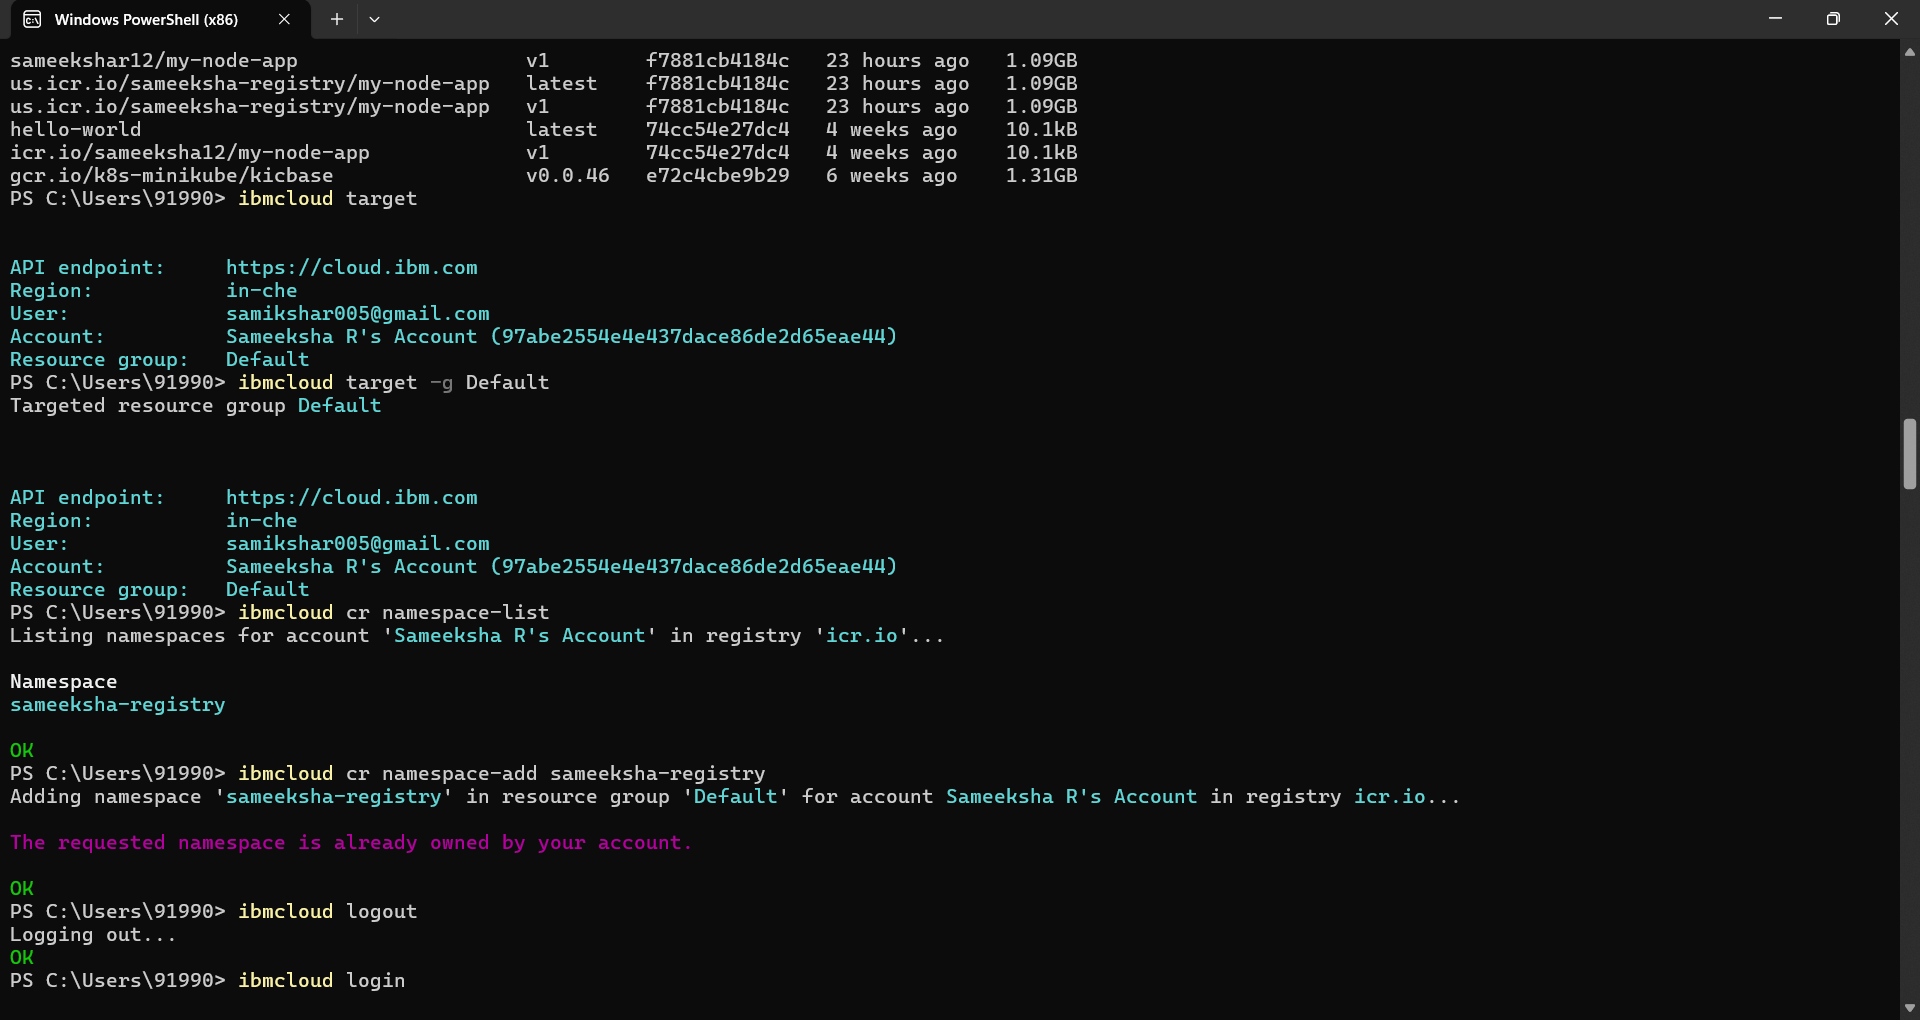 Windows PowerShell (x86)
sameekshar12/my-node-app v1 f7881cb4184c 23 hours ago 1.09GB
us.icr.io/sameeksha-registry/my-node-app latest f7881cb4184c 23 hours ago 1.09GB
us.icr.io/sameeksha-registry/my-node-app v1 f7881cb4184c 23 hours ago 1.09GB
hello-world latest 74cc54e27dc4 4 weeks ago 10.1kB
icr.io/sameeksha12/my-node-app v1 74cc54e27dc4 4 weeks ago 10.1kB
gcr.io/k8s-minikube/kicbase v0.0.46 e72c4cbe9b29 6 weeks ago 1.31GB
PS C:\Users\91990> ibmcloud target
API endpoint: https://cloud.ibm.com
Region: in-che
User: samikshar005@gmail.com
Account: Sameeksha R's Account (97abe2554e4e437dace86de2d65eae44)
Resource group: Default
PS C:\Users\91990> ibmcloud target -g Default
Targeted resource group Default
API endpoint: https://cloud.ibm.com
Region: in-che
User: samikshar005@gmail.com
Account: Sameeksha R's Account (97abe2554e4e437dace86de2d65eae44)
Resource group: Default
PS C:\Users\91990> ibmcloud cr namespace-list
Listing namespaces for account 'Sameeksha R's Account' in registry 'icr.io'...
Namespace
sameeksha-registry
OK
PS C:\Users\91990> ibmcloud cr namespace-add sameeksha-registry
Adding namespace 'sameeksha-registry' in resource group 'Default' for account Sameeksha R's Account in registry icr.io...
The requested namespace is already owned by your account.
OK
PS C:\Users\91990> ibmcloud logout
Logging out...
OK
PS C:\Users\91990> ibmcloud login